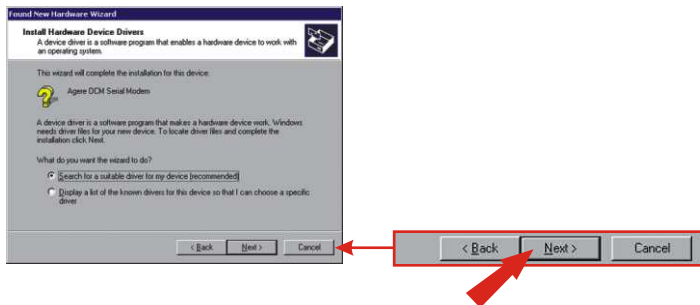 Found New Hardware Wizard
Install Hardware Device Drivers
A device driver is a software program that enables a hardware device to work with
an operating system.
This wizard will complete the installation for this device:
Agere OCM Serial Modem
A device driver is a software program that makes a hardware device work. Windows
needs driver files for your new device. To locate driver files and complete the
installation click Next.
What do you want the wizard to do?
Search for a suitable driver for my device (recommended)
Display a list of the known drivers for this device so that I can choose a specific
driver
< Back Next > Cancel
< Back Next > Cancel